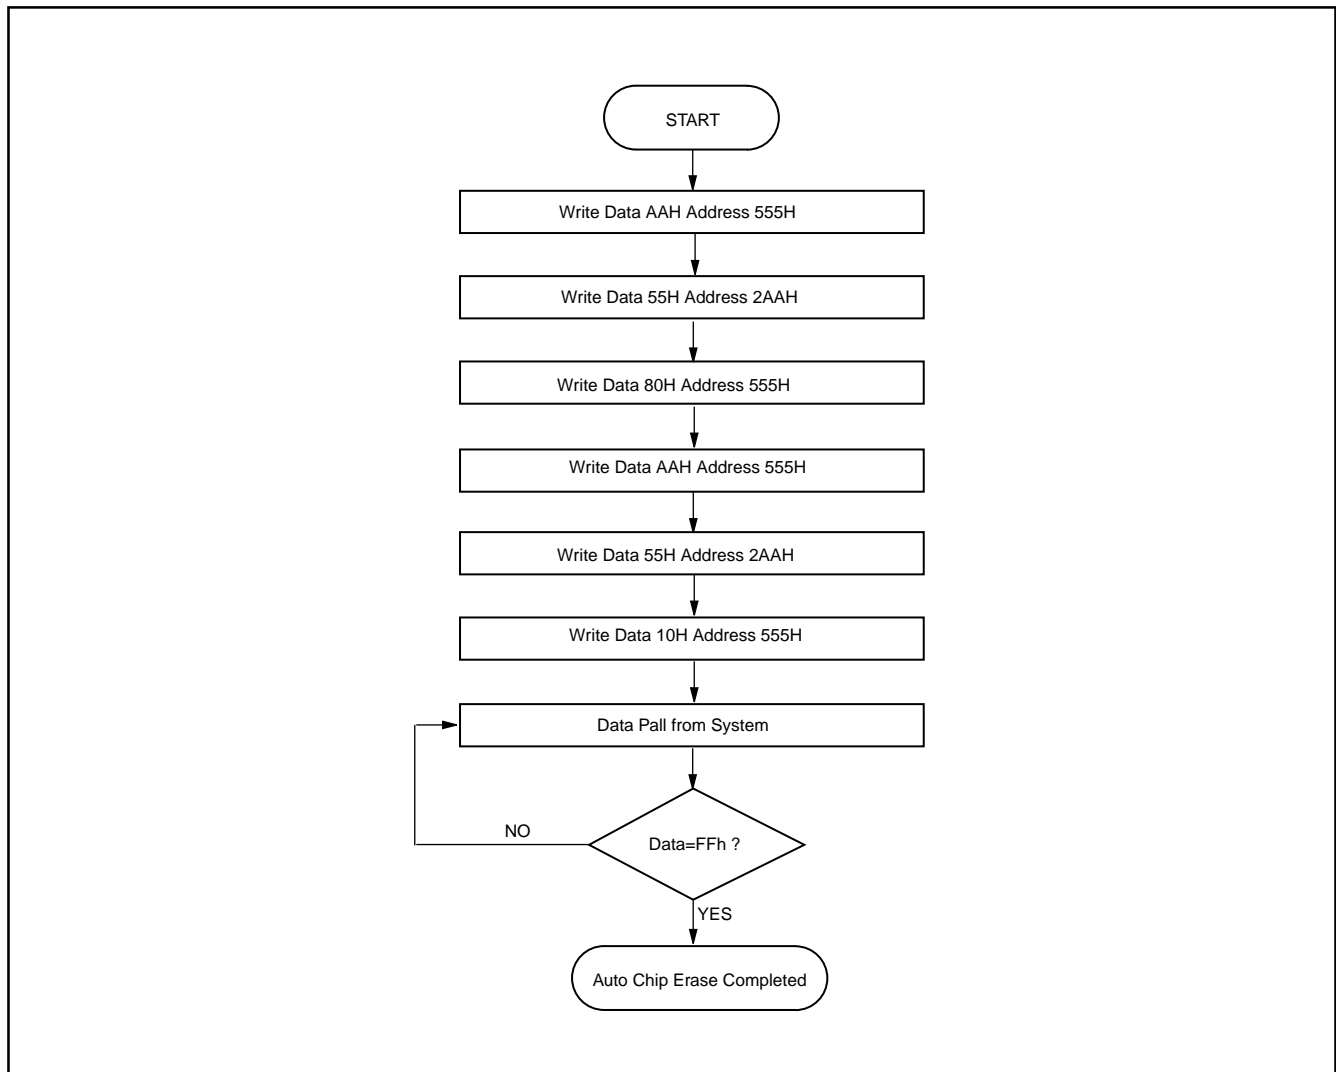 START
Write Data AAH Address 555H
Write Data 55H Address 2AAH
Write Data 80H Address 555H
Write Data AAH Address 555H
Write Data 55H Address 2AAH
Write Data 10H Address 555H
Data Pall from System
NO
Data=FFh ?
YES
Auto Chip Erase Completed